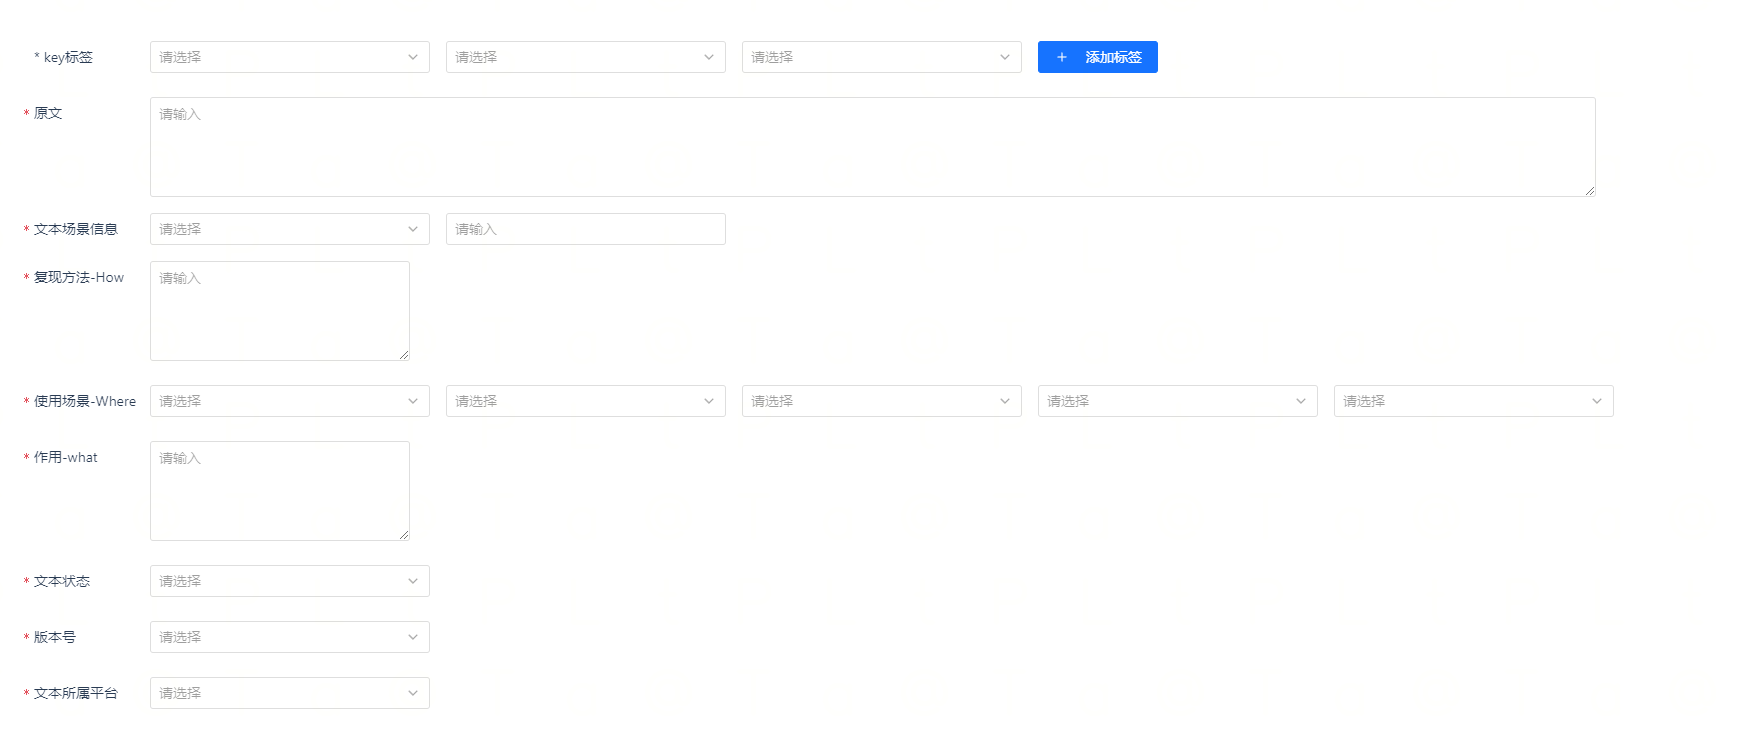 * key标签 请选择 请选择 请选择 + 添加标签
* 原文 请输入
* 文本场景信息 请选择 请输入
* 复现方法-How 请输入
* 使用场景-Where 请选择 请选择 请选择 请选择 请选择
* 作用-what 请输入
* 文本状态 请选择
* 版本号 请选择
* 文本所属平台 请选择